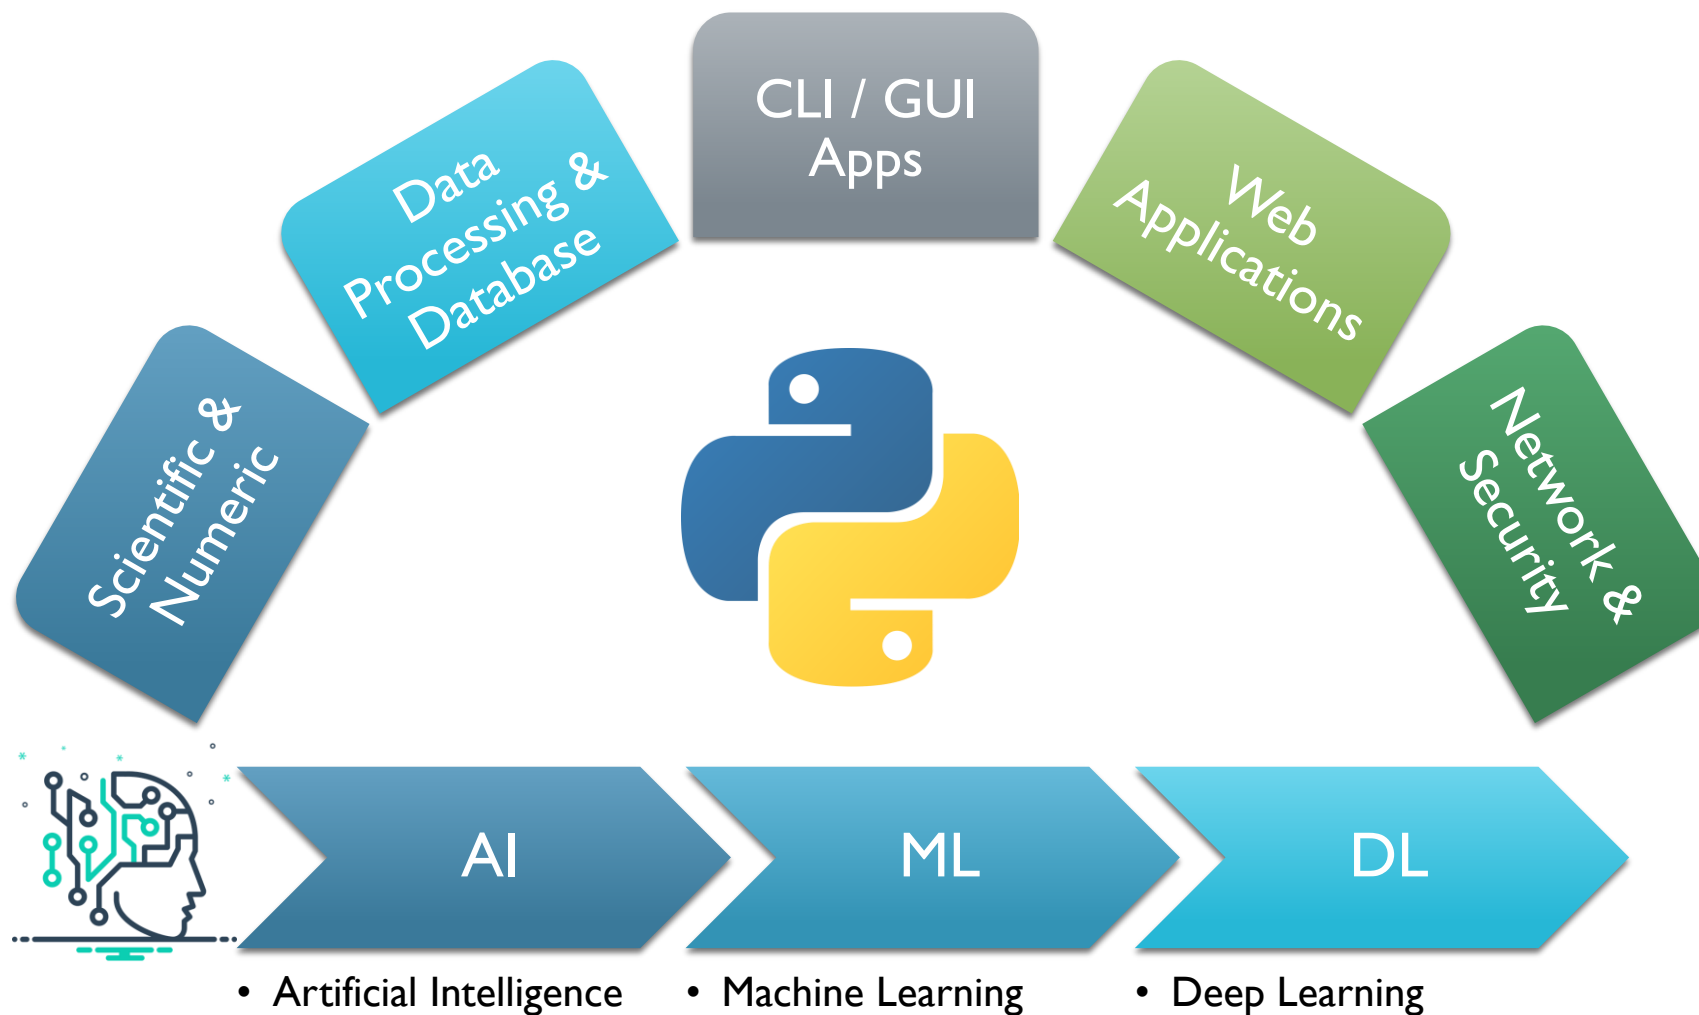 Scientific &
Numeric
Data
Processing &
Database
CLI / GUI
Apps
Web
Applications
Network &
Security
AI
ML
DL
• Artificial Intelligence
• Machine Learning
• Deep Learning